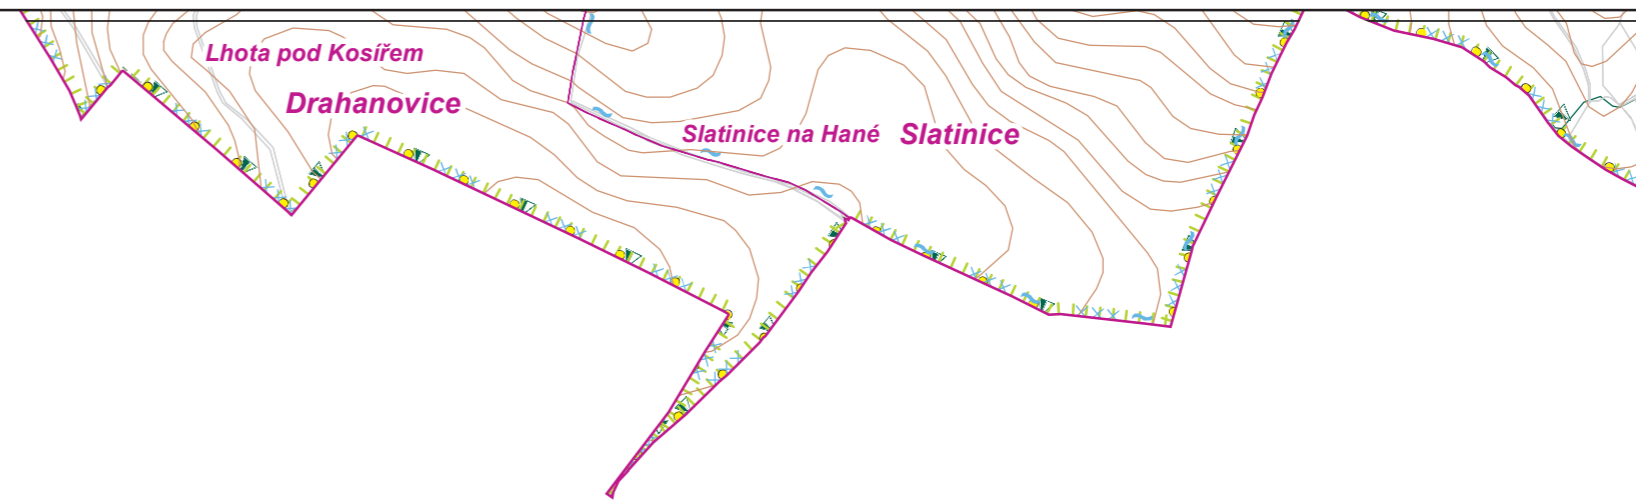 Lhota pod Kosířem
Drahanovice
Slatinice na Hané
Slatinice